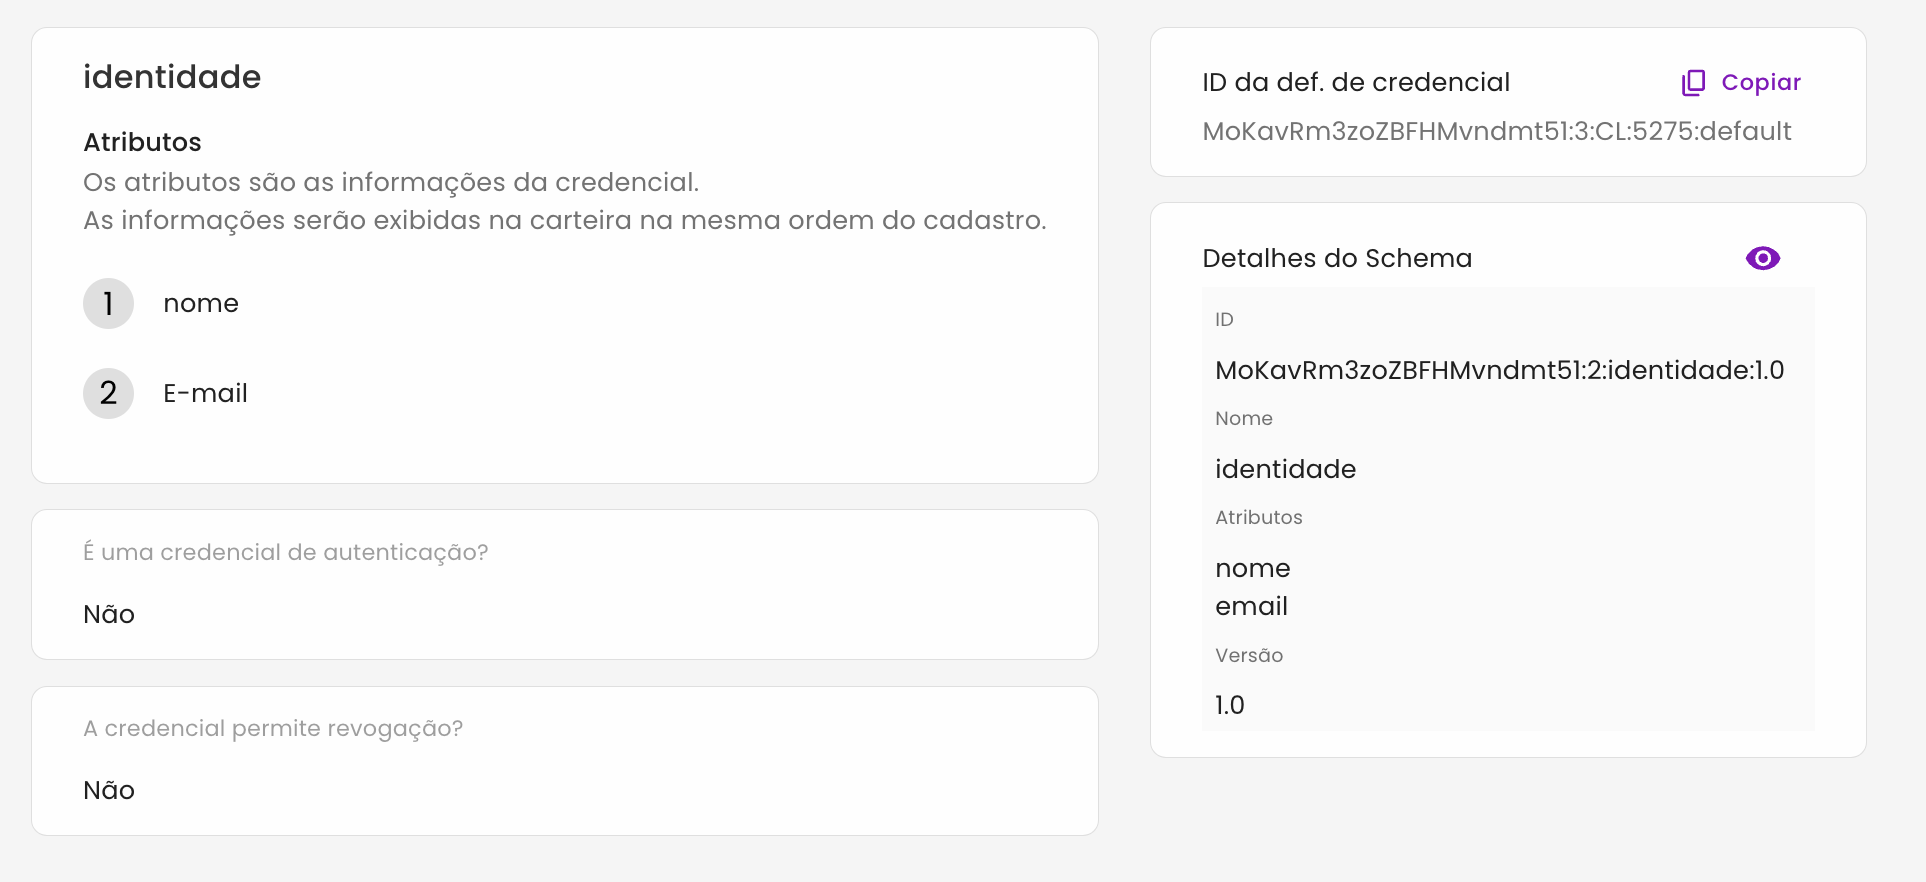 identidade
Atributos
Os atributos são as informações da credencial.
As informações serão exibidas na carteira na mesma ordem do cadastro.
1 nome
2 E-mail
É uma credencial de autenticação?
Não
A credencial permite revogação?
Não
ID da def. de credencial Copiar
MoKavRm3zoZBFHMvndmt51:3:CL:5275:default
Detalhes do Schema
ID
MoKavRm3zoZBFHMvndmt51:2:identidade:1.0
Nome
identidade
Atributos
nome
email
Versão
1.0